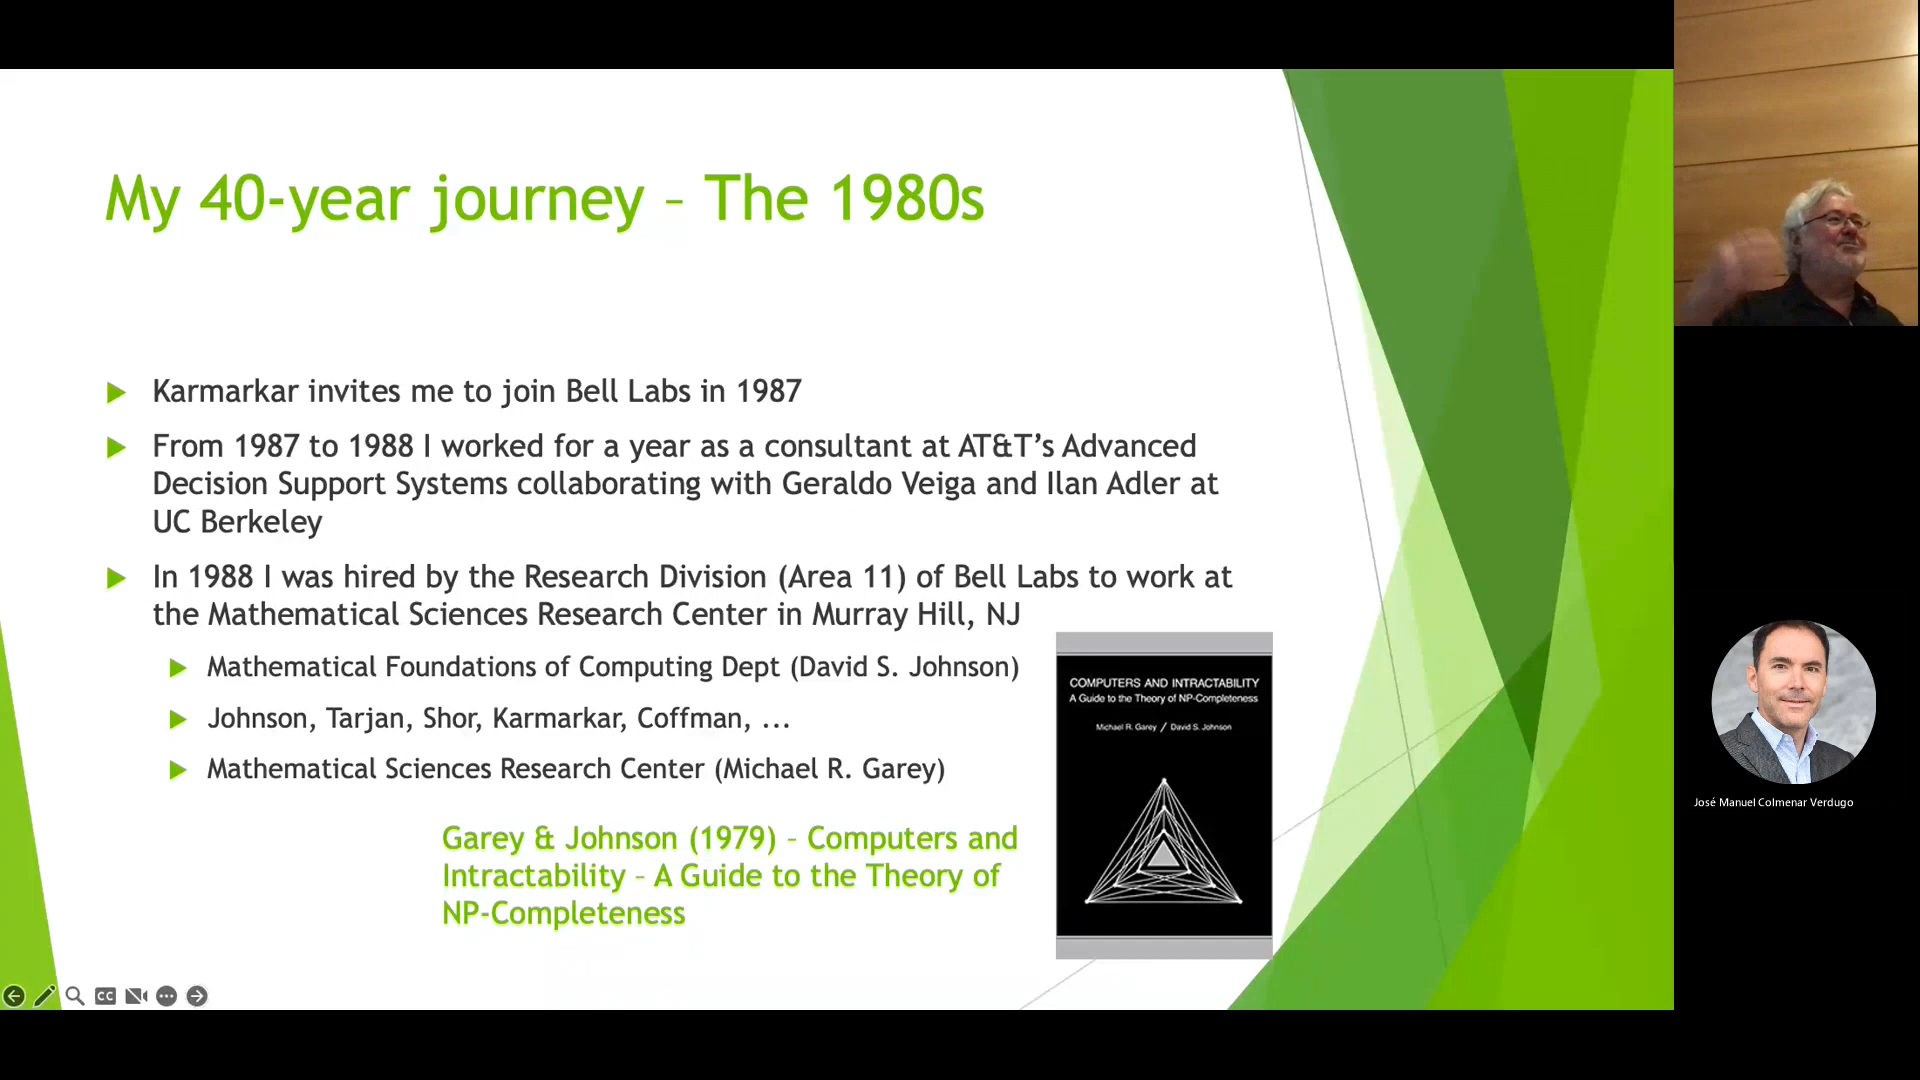 My 40-year journey – The 1980s
Karmarkar invites me to join Bell Labs in 1987
From 1987 to 1988 I worked for a year as a consultant at AT&T’s Advanced
Decision Support Systems collaborating with Geraldo Veiga and Ilan Adler at
UC Berkeley
In 1988 I was hired by the Research Division (Area 11) of Bell Labs to work at
the Mathematical Sciences Research Center in Murray Hill, NJ
Mathematical Foundations of Computing Dept (David S. Johnson)
Johnson, Tarjan, Shor, Karmarkar, Coffman, ...
Mathematical Sciences Research Center (Michael R. Garey)
Garey & Johnson (1979) – Computers and
Intractability – A Guide to the Theory of
NP-Completeness
COMPUTERS AND INTRACTABILITY
A Guide to the Theory of NP-Completeness
Michael R. Garey / David S. Johnson
CC
José Manuel Colmenar Verdugo